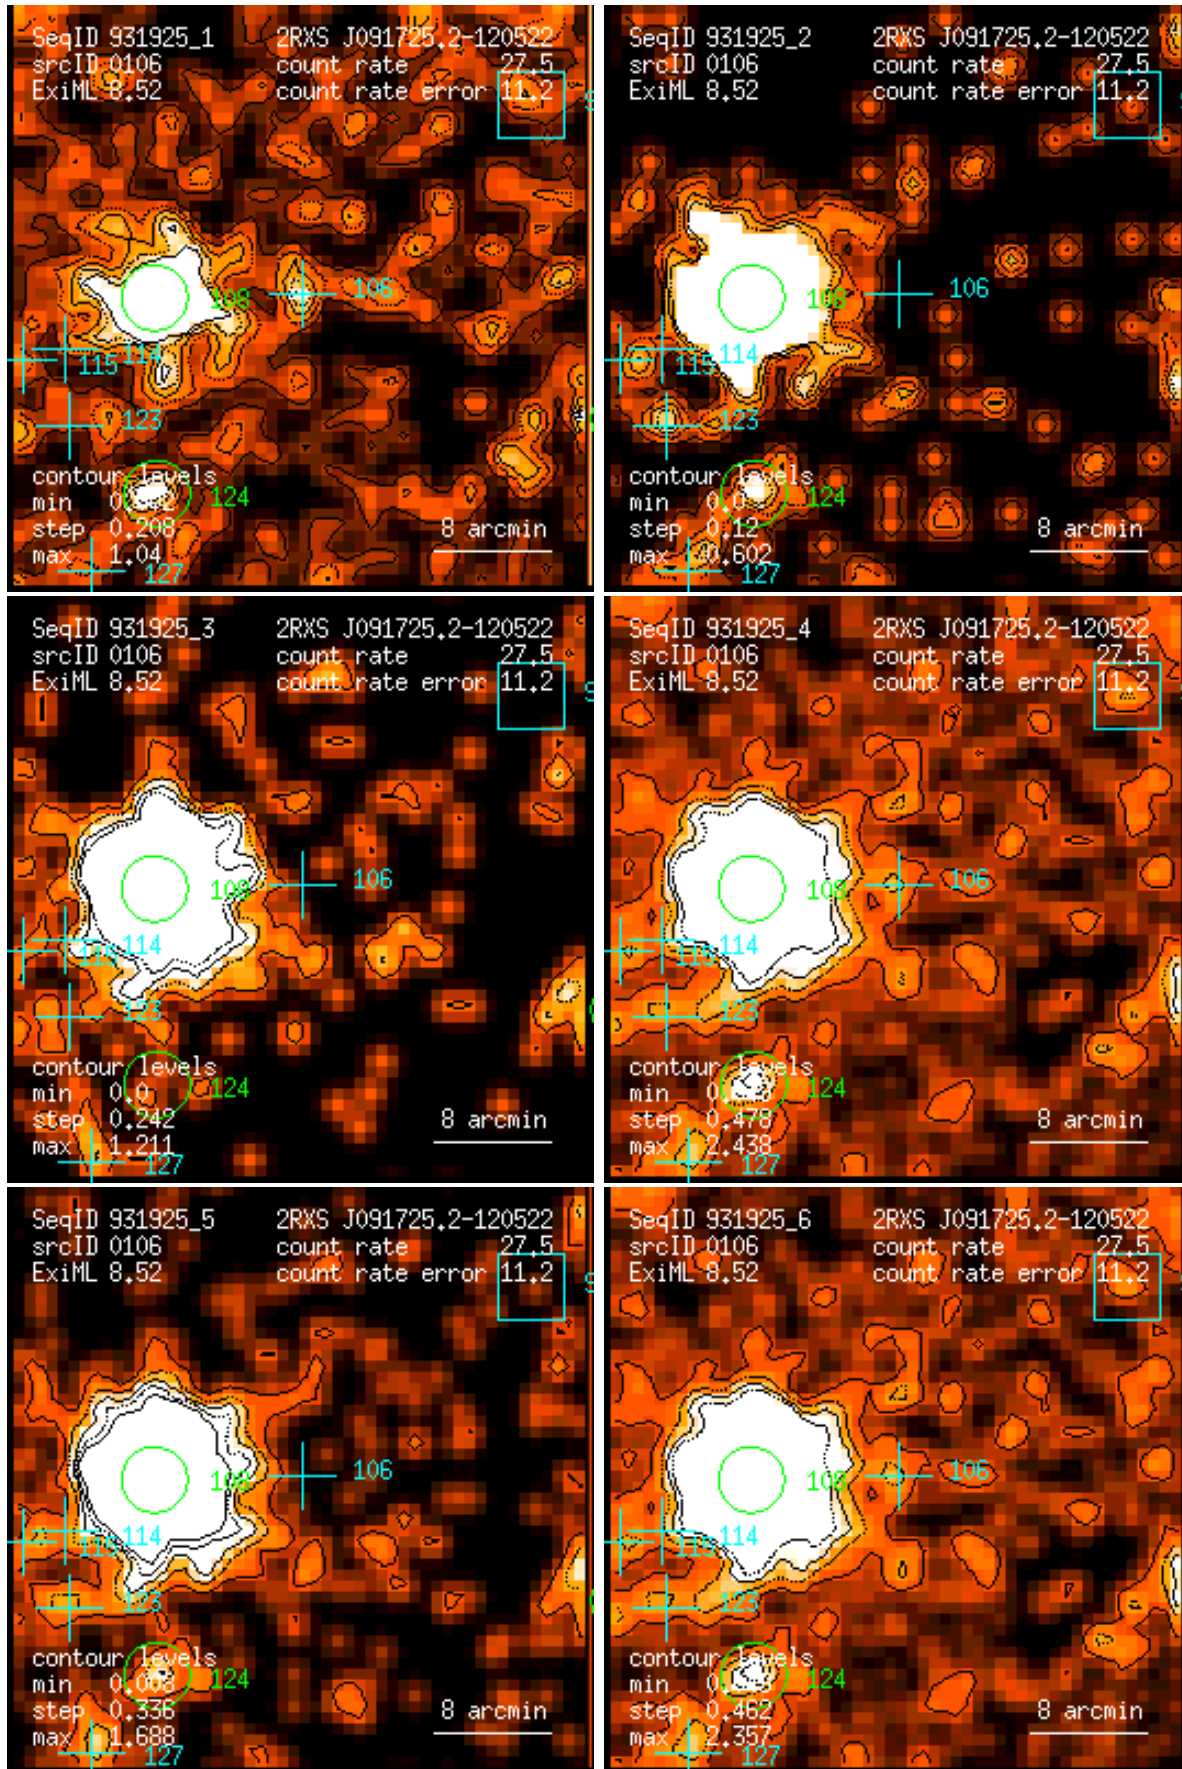 SeqID 931925_1 2RXS J091725.2-120522
srcID 0106 count rate 27.5
ExiML 8.52 count rate error 11.2
108
106
114
115
123
contour levels
min
124
step 0.208
8 arcmin
max 1.04
127
SeqID 931925_2 2RXS J091725.2-120522
srcID 0106 count rate 27.5
ExiML 8.52 count rate error 11.2
108
106
114
115
123
contour levels
min 0.0
124
step 0.12
8 arcmin
max 0.602
127
SeqID 931925_3 2RXS J091725.2-120522
srcID 0106 count rate 27.5
ExiML 8.52 count rate error 11.2
108
106
114
115
123
contour levels
min 0.0
124
step 0.242
8 arcmin
max 1.211
127
SeqID 931925_4 2RXS J091725.2-120522
srcID 0106 count rate 27.5
ExiML 8.52 count rate error 11.2
108
106
114
115
123
contour levels
min
124
step 0.478
8 arcmin
max 2.438
127
SeqID 931925_5 2RXS J091725.2-120522
srcID 0106 count rate 27.5
ExiML 8.52 count rate error 11.2
108
106
114
115
123
contour levels
min 0.008
124
step 0.336
8 arcmin
max 1.688
127
SeqID 931925_6 2RXS J091725.2-120522
srcID 0106 count rate 27.5
ExiML 8.52 count rate error 11.2
108
106
114
115
123
contour levels
min
124
step 0.462
8 arcmin
max 2.357
127